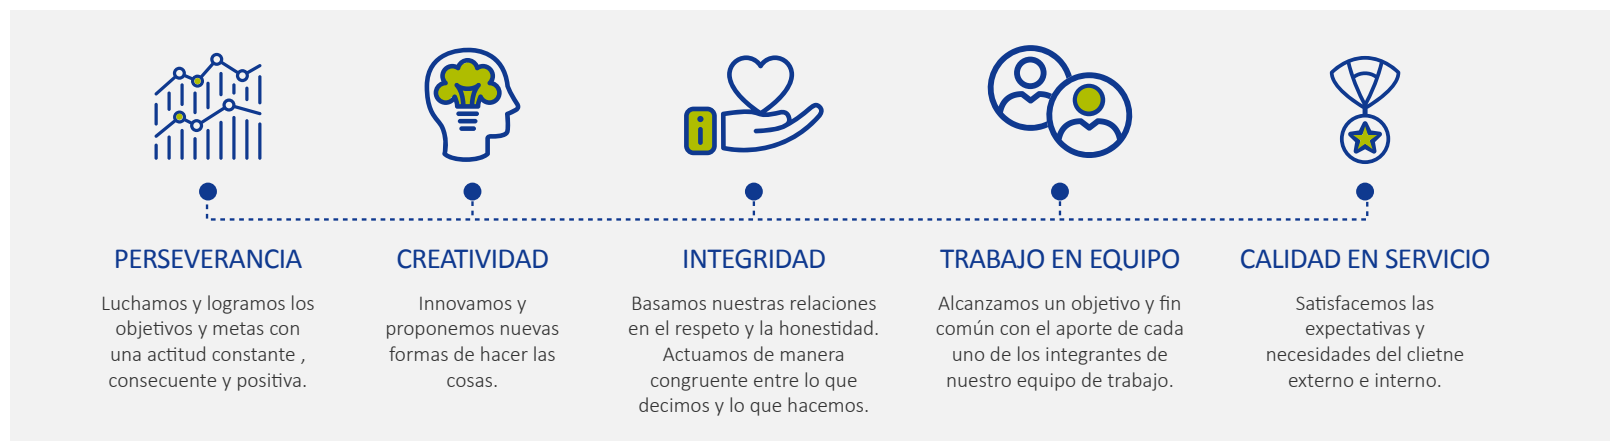 PERSEVERANCIA
Luchamos y logramos los
objetivos y metas con
una actitud constante ,
consecuente y positiva.
CREATIVIDAD
Innovamos y
proponemos nuevas
formas de hacer las
cosas.
INTEGRIDAD
Basamos nuestras relaciones
en el respeto y la honestidad.
Actuamos de manera
congruente entre lo que
decimos y lo que hacemos.
TRABAJO EN EQUIPO
Alcanzamos un objetivo y fin
común con el aporte de cada
uno de los integrantes de
nuestro equipo de trabajo.
CALIDAD EN SERVICIO
Satisfacemos las
expectativas y
necesidades del clietne
externo e interno.